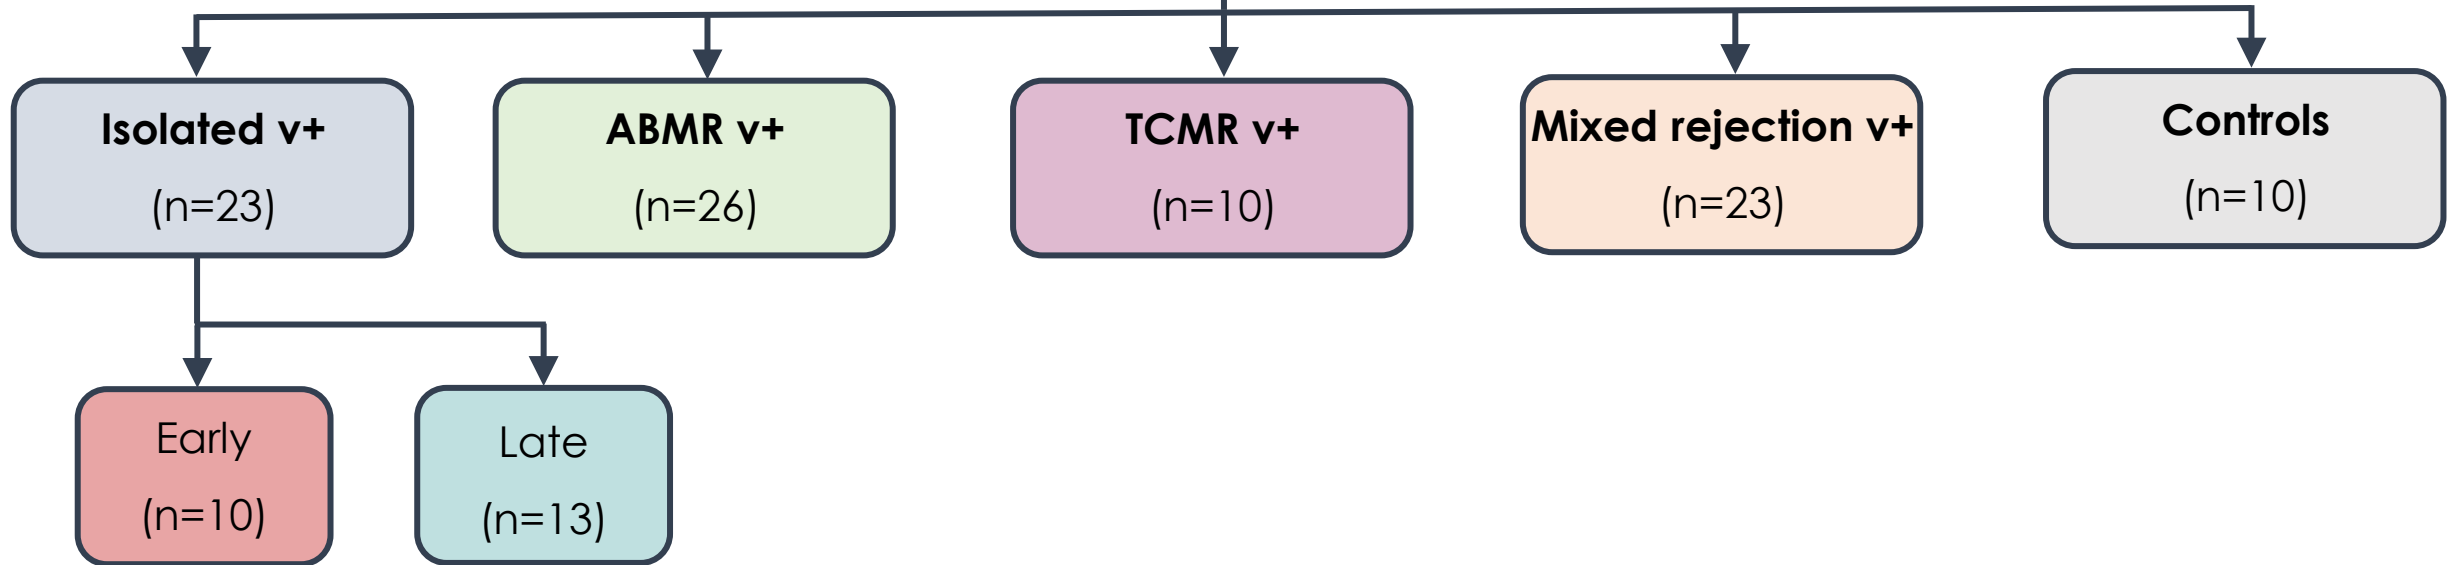 Isolated v+
(n=23)
ABMR v+
(n=26)
TCMR v+
(n=10)
Mixed rejection v+
(n=23)
Controls
(n=10)
Early
(n=10)
Late
(n=13)